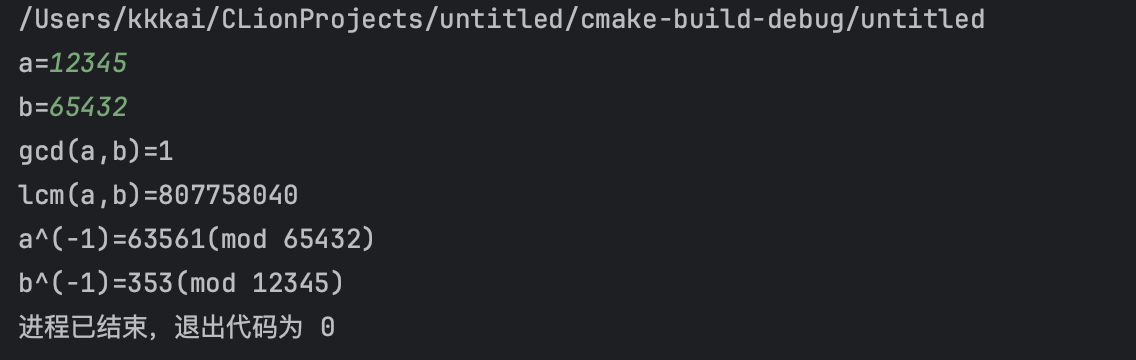 /Users/kkkai/CLionProjects/untitled/cmake-build-debug/untitled
a=12345
b=65432
gcd(a,b)=1
lcm(a,b)=807758040
a^(-1)=63561(mod 65432)
b^(-1)=353(mod 12345)
进程已结束，退出代码为 0